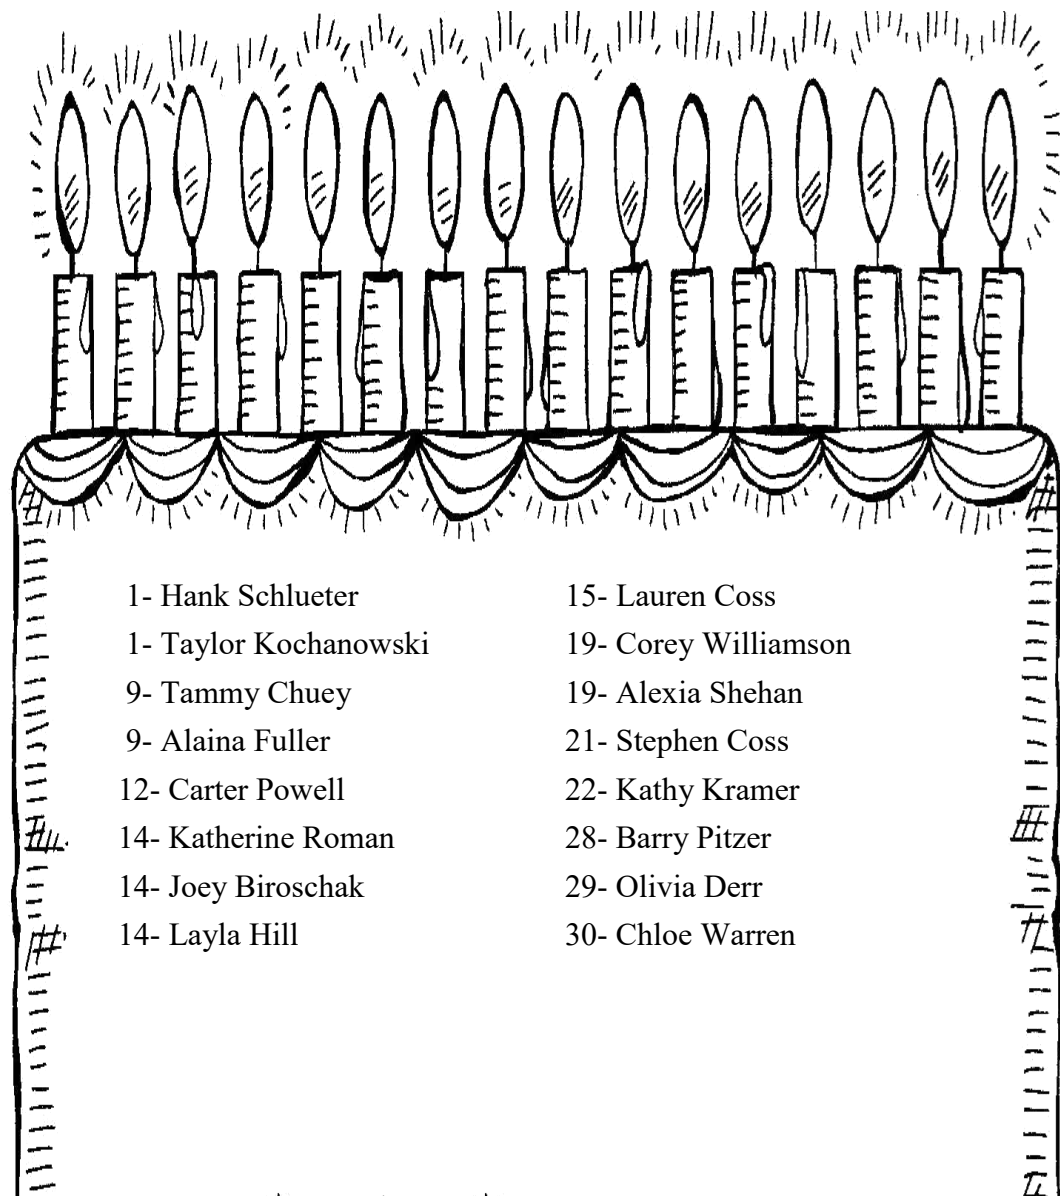 1- Hank Schlueter
1- Taylor Kochanowski
9- Tammy Chuey
9- Alaina Fuller
12- Carter Powell
14- Katherine Roman
14- Joey Biroschak
14- Layla Hill
15- Lauren Coss
19- Corey Williamson
19- Alexia Shehan
21- Stephen Coss
22- Kathy Kramer
28- Barry Pitzer
29- Olivia Derr
30- Chloe Warren